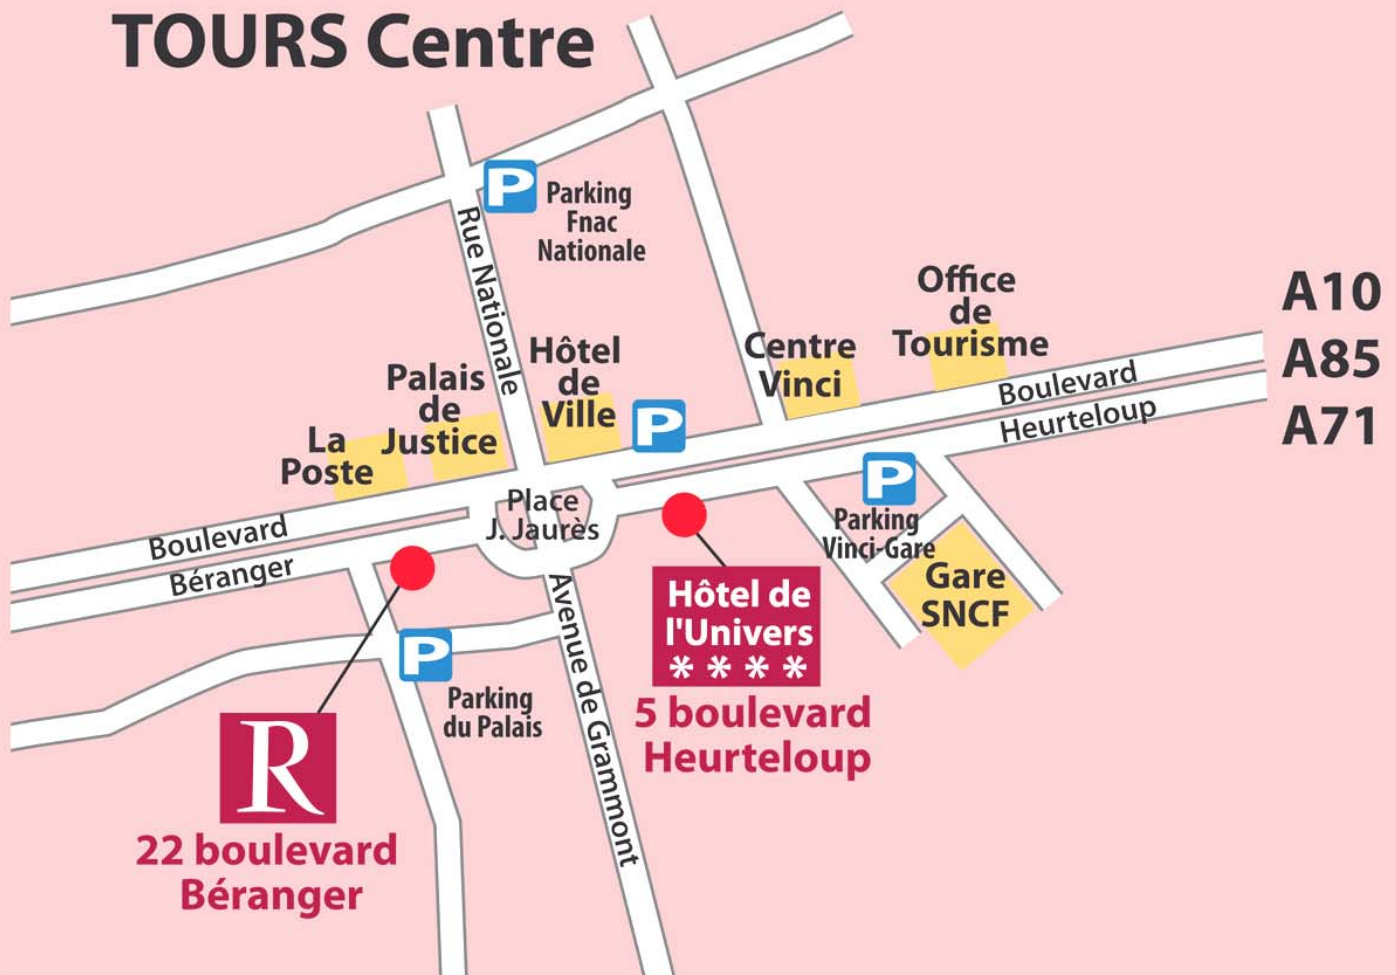 TOURS Centre
P
Parking
Fnac
Nationale
Rue Nationale
Office
de
Tourisme
A10
A85
A71
Centre
Vinci
Hôtel
de
Ville
P
Palais
de
Justice
La
Poste
Boulevard
Heurteloup
Place
J. Jaurès
P
Parking
Vinci-Gare
Gare
SNCF
Boulevard
Béranger
Hôtel de
l'Univers
* * * *
5 boulevard
Heurteloup
Avenue de Grammont
P
Parking
du Palais
R
22 boulevard
Béranger